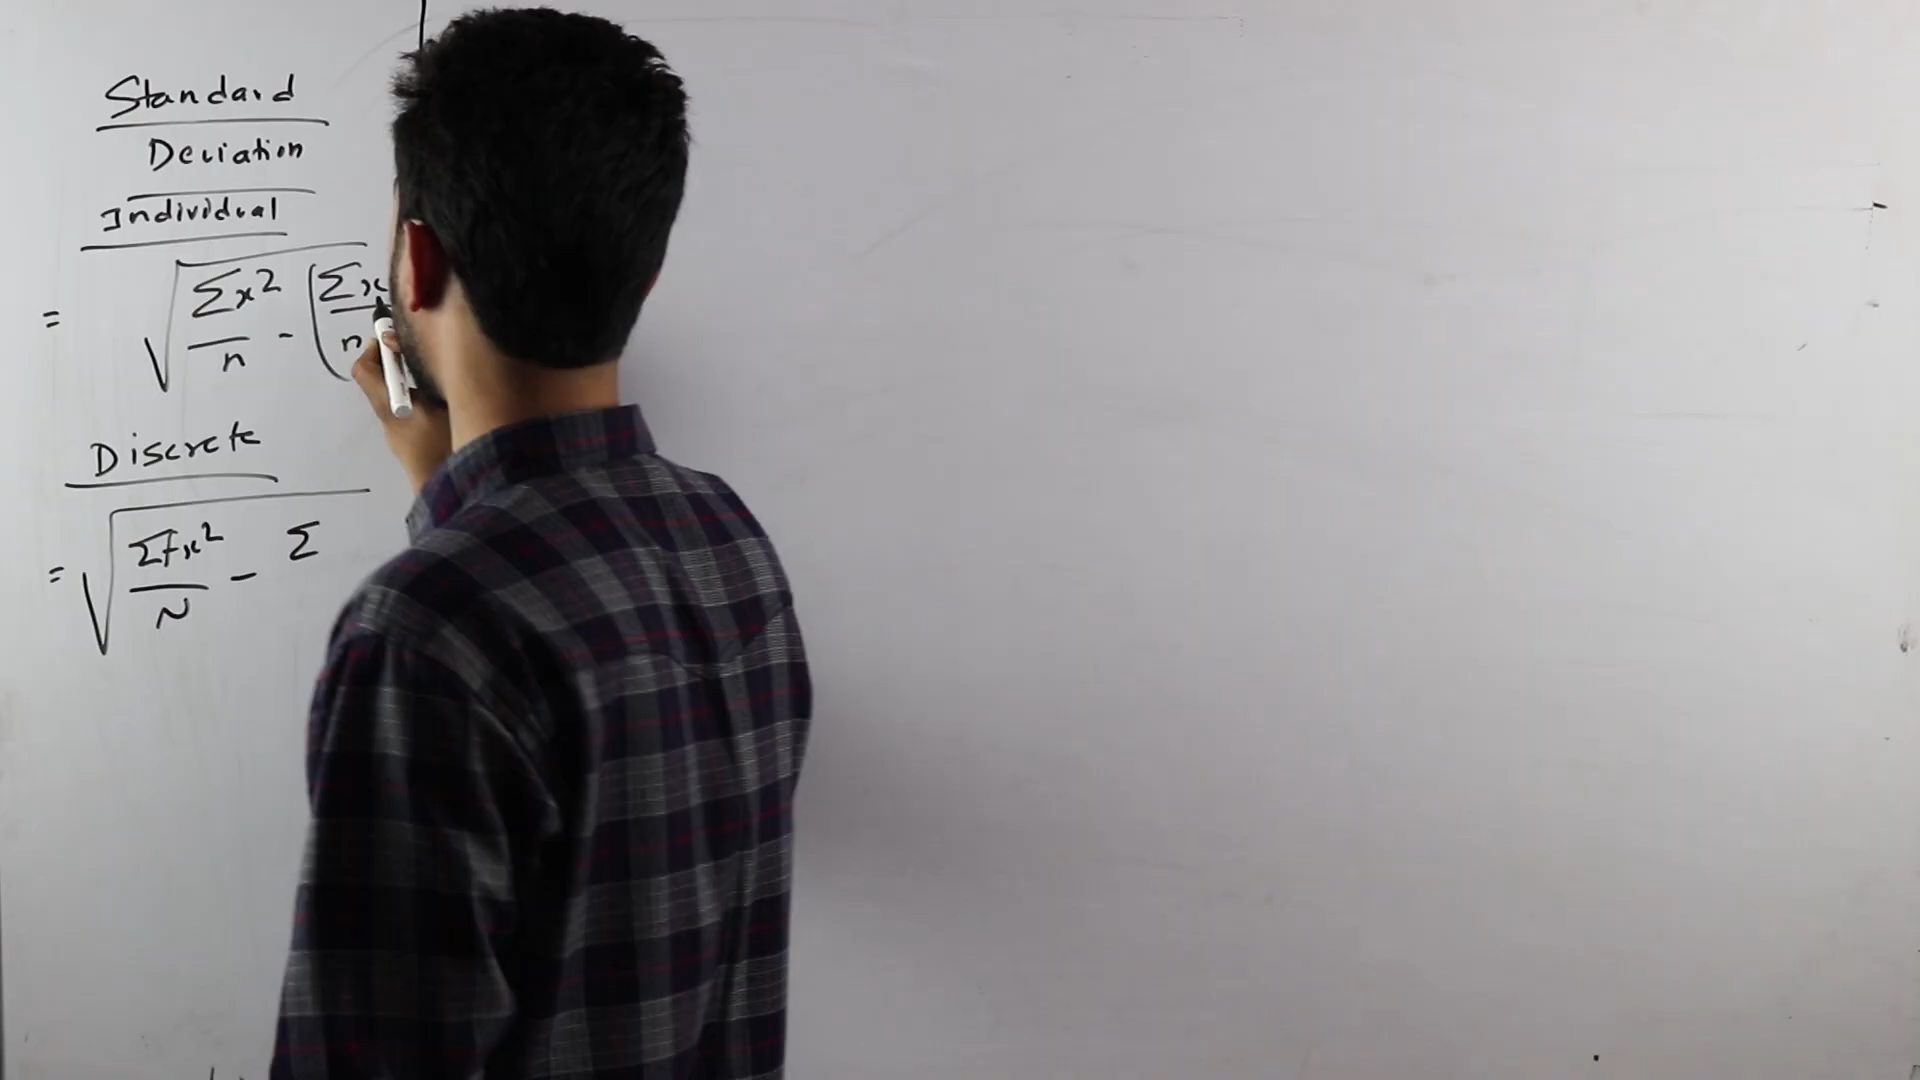 Standard
Deviation
Individual
= √ Σx² / n - ( Σx / n
Discrete
= √ Σfx² / N - Σ